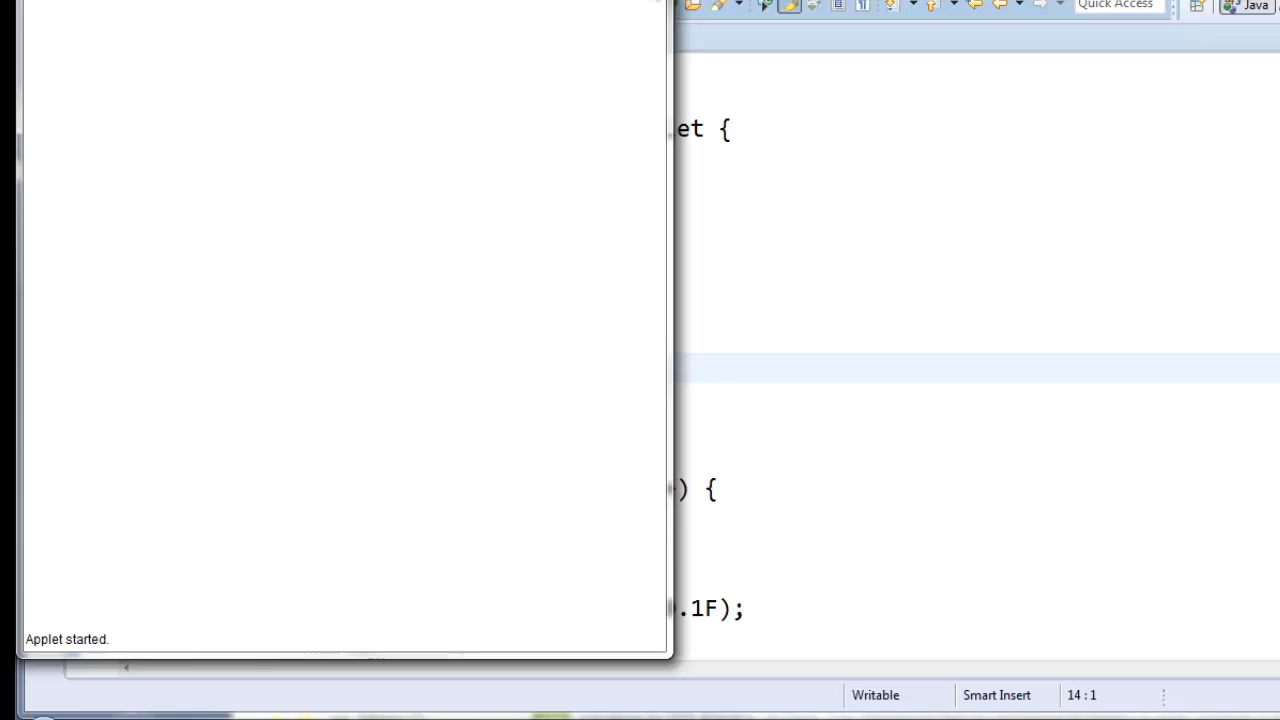 Quick Access
Java
et {
) {
.1F);
Applet started.
Writable
Smart Insert
14 : 1